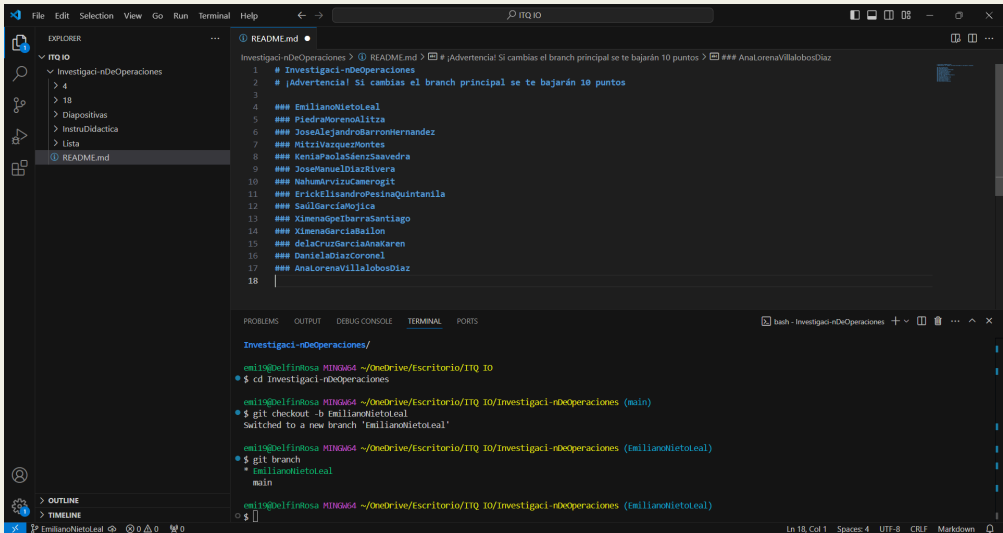 File Edit Selection View Go Run Terminal Help
ITQ IO
EXPLORER
ITQ IO
Investigaci-nDeOperaciones
4
18
Diapositivas
InstruDidactica
Lista
README.md
OUTLINE
TIMELINE
README.md
Investigaci-nDeOperaciones > README.md > # ¡Advertencia! Si cambias el branch principal se te bajarán 10 puntos > ### AnaLorenaVillalobosDiaz
1 # Investigaci-nDeOperaciones
2 # ¡Advertencia! Si cambias el branch principal se te bajarán 10 puntos
3
4 ### EmilianoNietoLeal
5 ### PiedraMorenoAlitza
6 ### JoseAlejandroBarronHernandez
7 ### MitziVazquezMontes
8 ### KeniaPaolaSáenzSaavedra
9 ### JoseManuelDiazRivera
10 ### NahumArvizuCamerogit
11 ### ErickElisandroPesinaQuintanila
12 ### SaúlGarcíaMojica
13 ### XimenaGpeIbarraSantiago
14 ### XimenaGarciaBailon
15 ### delaCruzGarciaAnaKaren
16 ### DanielaDiazCoronel
17 ### AnaLorenaVillalobosDiaz
18
PROBLEMS OUTPUT DEBUG CONSOLE TERMINAL PORTS
bash - Investigaci-nDeOperaciones
Investigaci-nDeOperaciones/
emi19@DelfinRosa MINGW64 ~/OneDrive/Escritorio/ITQ IO
$ cd Investigaci-nDeOperaciones
emi19@DelfinRosa MINGW64 ~/OneDrive/Escritorio/ITQ IO/Investigaci-nDeOperaciones (main)
$ git checkout -b EmilianoNietoLeal
Switched to a new branch 'EmilianoNietoLeal'
emi19@DelfinRosa MINGW64 ~/OneDrive/Escritorio/ITQ IO/Investigaci-nDeOperaciones (EmilianoNietoLeal)
$ git branch
* EmilianoNietoLeal
main
emi19@DelfinRosa MINGW64 ~/OneDrive/Escritorio/ITQ IO/Investigaci-nDeOperaciones (EmilianoNietoLeal)
$
EmilianoNietoLeal 0 0 0 Ln 18, Col 1 Spaces: 4 UTF-8 CRLF Markdown